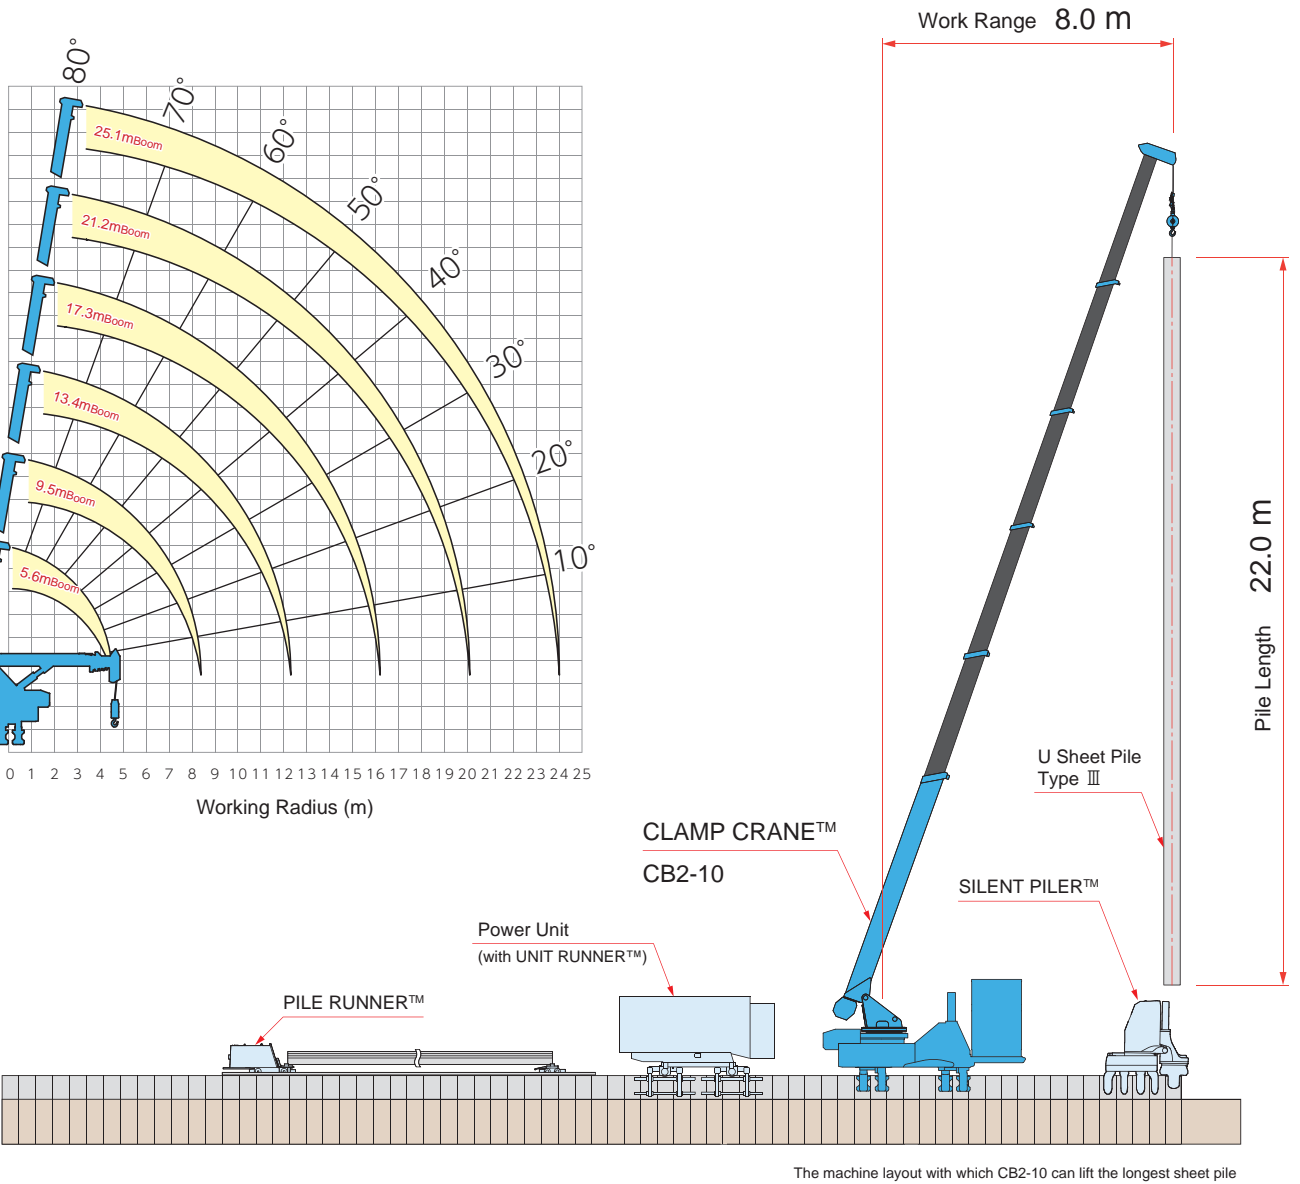 Work Range 8.0 m
80°
70°
60°
50°
40°
30°
20°
10°
25.1mBoom
21.2mBoom
17.3mBoom
13.4mBoom
9.5mBoom
5.6mBoom
0 1 2 3 4 5 6 7 8 9 10 11 12 13 14 15 16 17 18 19 20 21 22 23 24 25
Working Radius (m)
Pile Length 22.0 m
U Sheet Pile
Type Ⅲ
CLAMP CRANE™
CB2-10
SILENT PILER™
Power Unit
(with UNIT RUNNER™)
PILE RUNNER™
The machine layout with which CB2-10 can lift the longest sheet pile